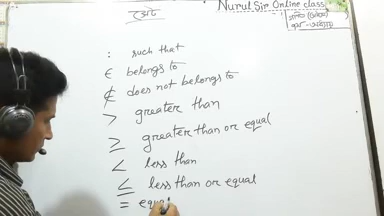 সেট
Nurul Sir Online class
: such that
∈ belongs to
∉ does not belongs to
> greater than
≥ greater than or equal
< less than
≤ less than or equal
= equal